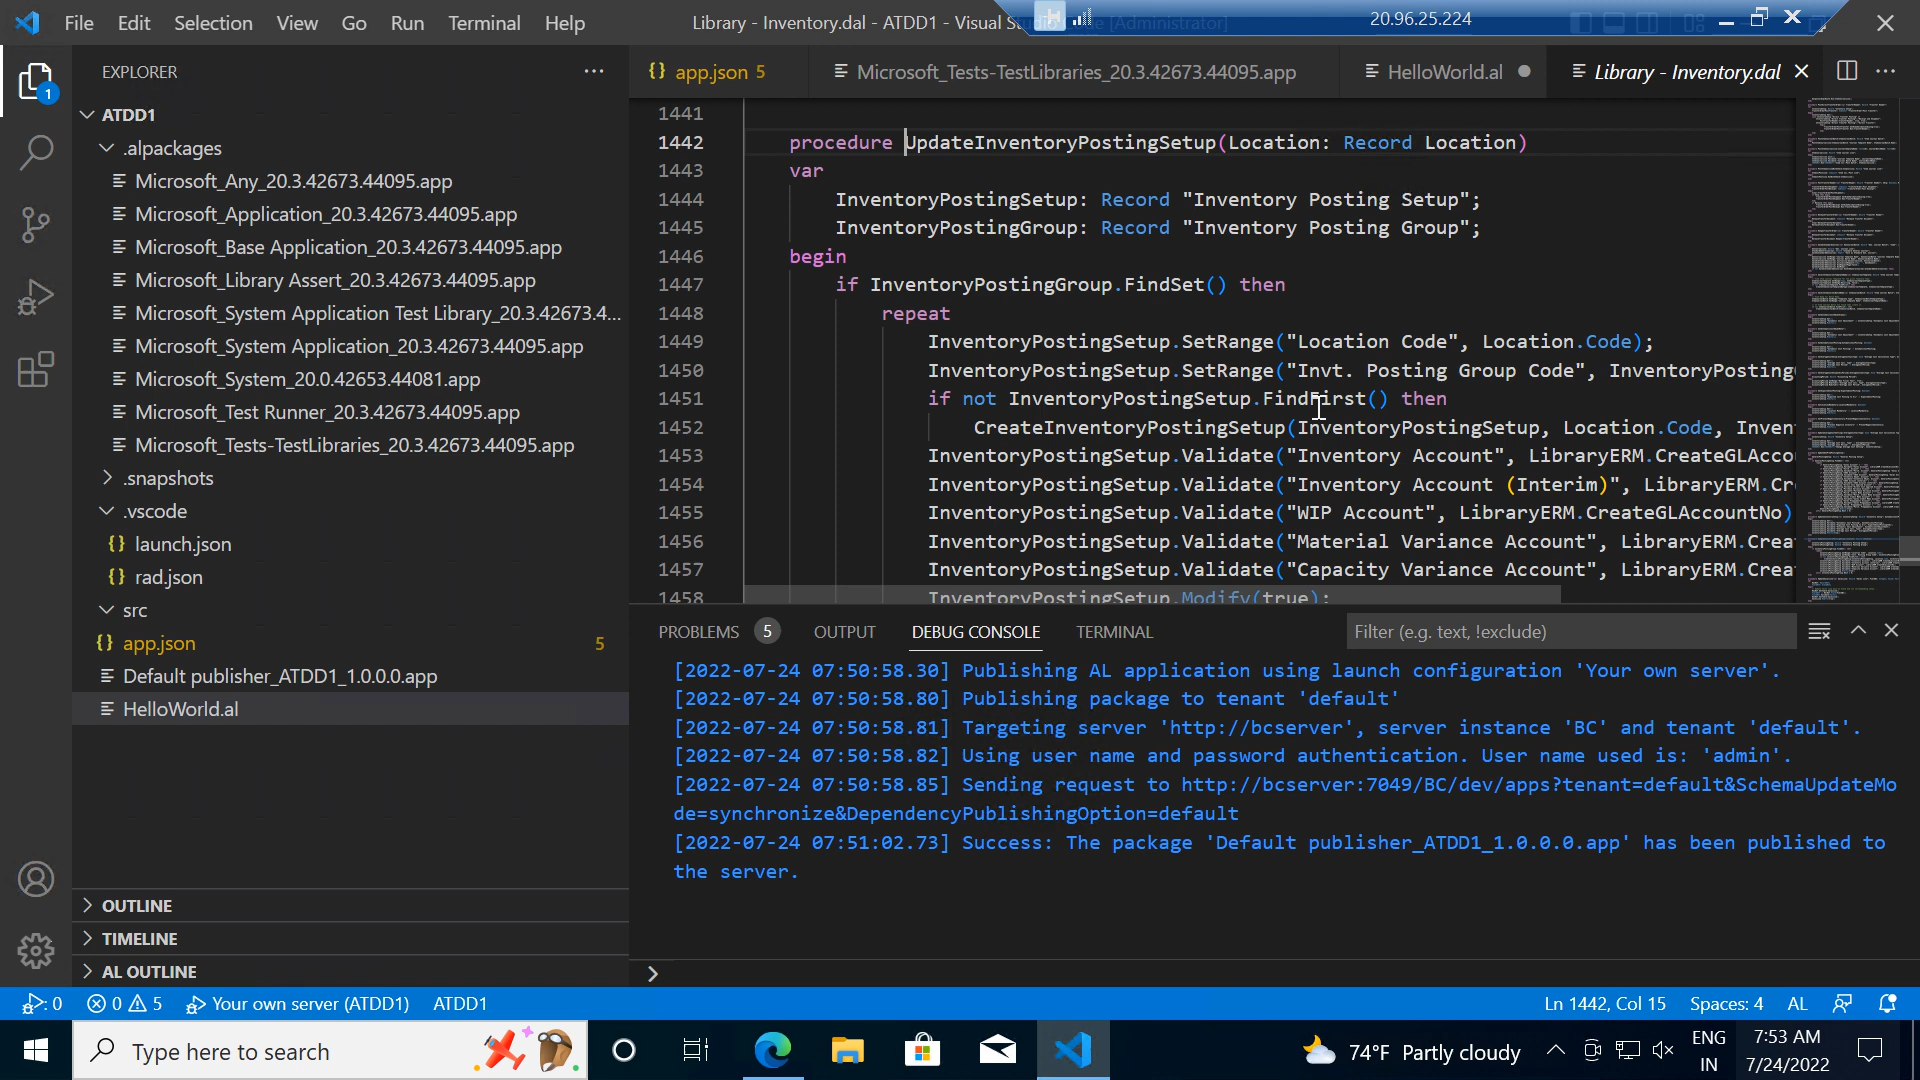 File Edit Selection View Go Run Terminal Help
Library - Inventory.dal - ATDD1 - Visual Studio Code [Administrator]
20.96.25.224
EXPLORER
ATDD1
.alpackages
Microsoft_Any_20.3.42673.44095.app
Microsoft_Application_20.3.42673.44095.app
Microsoft_Base Application_20.3.42673.44095.app
Microsoft_Library Assert_20.3.42673.44095.app
Microsoft_System Application Test Library_20.3.42673.4...
Microsoft_System Application_20.3.42673.44095.app
Microsoft_System_20.0.42653.44081.app
Microsoft_Test Runner_20.3.42673.44095.app
Microsoft_Tests-TestLibraries_20.3.42673.44095.app
.snapshots
.vscode
launch.json
rad.json
src
app.json 5
Default publisher_ATDD1_1.0.0.0.app
HelloWorld.al
OUTLINE
TIMELINE
AL OUTLINE
1
app.json 5
Microsoft_Tests-TestLibraries_20.3.42673.44095.app
HelloWorld.al
Library - Inventory.dal
1441
1442 procedure UpdateInventoryPostingSetup(Location: Record Location)
1443 var
1444 InventoryPostingSetup: Record "Inventory Posting Setup";
1445 InventoryPostingGroup: Record "Inventory Posting Group";
1446 begin
1447 if InventoryPostingGroup.FindSet() then
1448 repeat
1449 InventoryPostingSetup.SetRange("Location Code", Location.Code);
1450 InventoryPostingSetup.SetRange("Invt. Posting Group Code", InventoryPosting
1451 if not InventoryPostingSetup.FindFirst() then
1452 CreateInventoryPostingSetup(InventoryPostingSetup, Location.Code, Inven
1453 InventoryPostingSetup.Validate("Inventory Account", LibraryERM.CreateGLAcco
1454 InventoryPostingSetup.Validate("Inventory Account (Interim)", LibraryERM.Cr
1455 InventoryPostingSetup.Validate("WIP Account", LibraryERM.CreateGLAccountNo)
1456 InventoryPostingSetup.Validate("Material Variance Account", LibraryERM.Crea
1457 InventoryPostingSetup.Validate("Capacity Variance Account", LibraryERM.Crea
1458 InventoryPostingSetup.Modify(true);
PROBLEMS 5 OUTPUT DEBUG CONSOLE TERMINAL Filter (e.g. text, !exclude)
[2022-07-24 07:50:58.30] Publishing AL application using launch configuration 'Your own server'.
[2022-07-24 07:50:58.80] Publishing package to tenant 'default'
[2022-07-24 07:50:58.81] Targeting server 'http://bcserver', server instance 'BC' and tenant 'default'.
[2022-07-24 07:50:58.82] Using user name and password authentication. User name used is: 'admin'.
[2022-07-24 07:50:58.85] Sending request to http://bcserver:7049/BC/dev/apps?tenant=default&SchemaUpdateMo
de=synchronize&DependencyPublishingOption=default
[2022-07-24 07:51:02.73] Success: The package 'Default publisher_ATDD1_1.0.0.0.app' has been published to
the server.
0 0 5 Your own server (ATDD1) ATDD1 Ln 1442, Col 15 Spaces: 4 AL
Type here to search
74°F Partly cloudy
ENG
IN
7:53 AM
7/24/2022